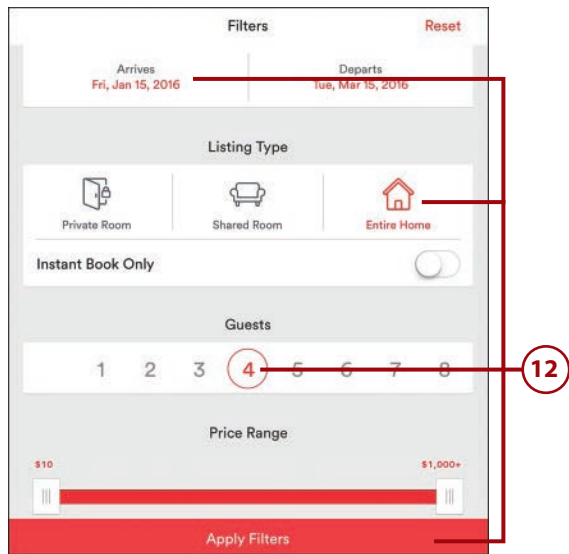 Filters Reset
Arrives Departs
Fri, Jan 15, 2016 Tue, Mar 15, 2016
Listing Type
Private Room Shared Room Entire Home
Instant Book Only
Guests
1 2 3 4 5 6 7 8
12
Price Range
$10 $1,000+
Apply Filters